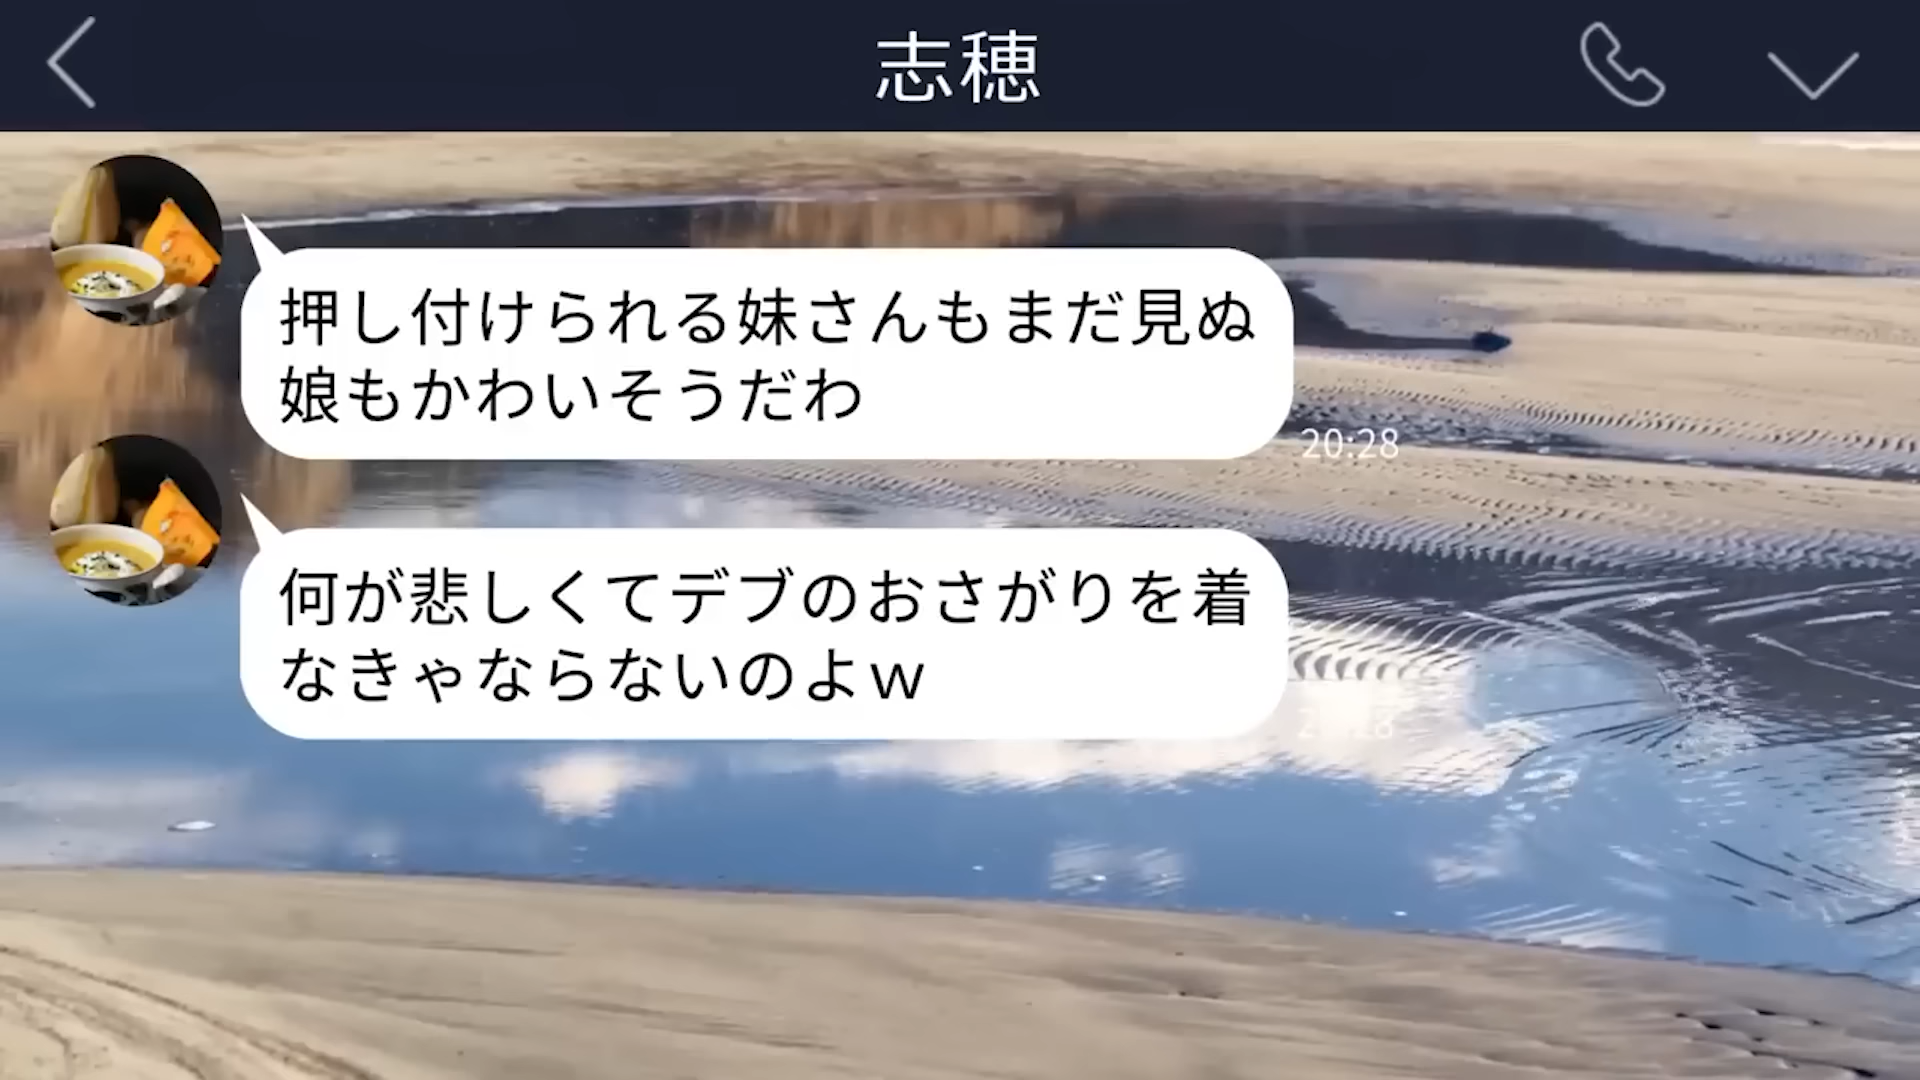 志穂
押し付けられる妹さんもまだ見ぬ
娘もかわいそうだわ
20:28
何が悲しくてデブのおさがりを着
なきゃならないのよｗ
20:28